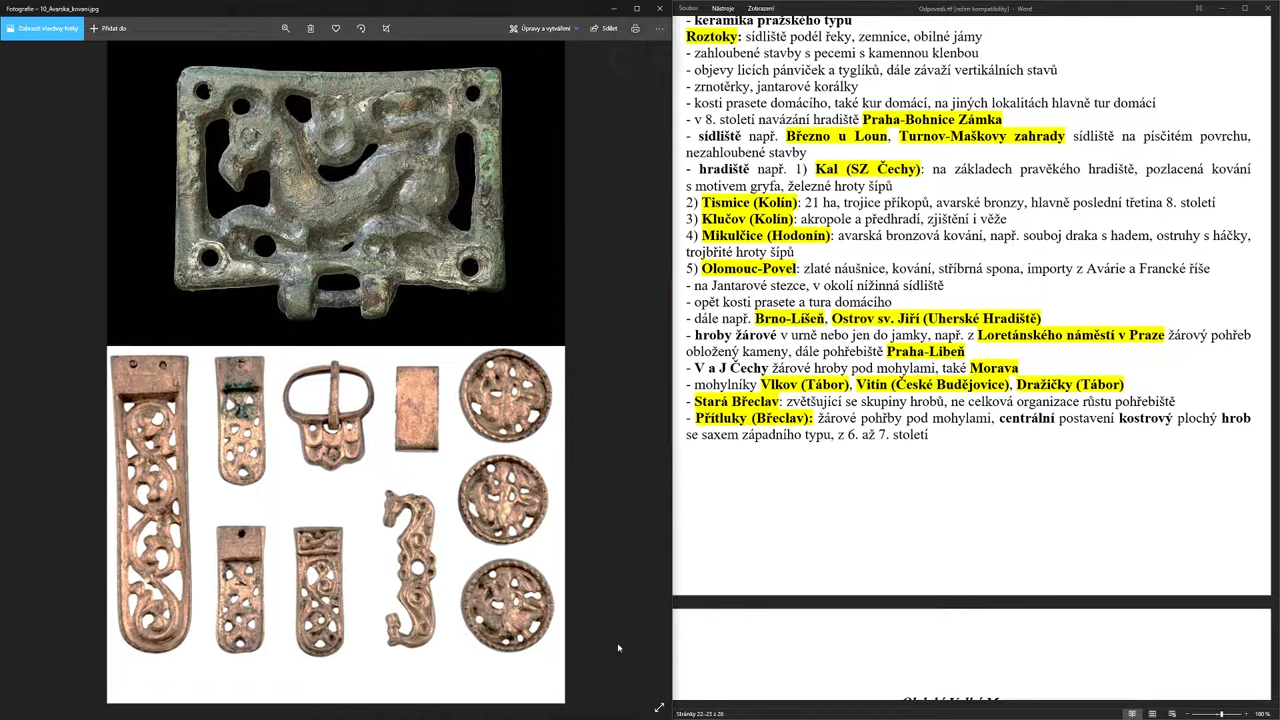 Fotografie – 10_Avarska_kovani.jpg
Zobrazit všechny fotky
Přidat do
Úpravy a vytváření
Sdílet
Soubor
Nástroje
Zobrazení
Odpovedi.rtf [režim kompatibility] - Word
- keramika pražského typu
Roztoky: sídliště podél řeky, zemnice, obilné jámy
- zahloubené stavby s pecemi s kamennou klenbou
- objevy licích pánviček a tyglíků, dále závaží vertikálních stavů
- zrnotěrky, jantarové korálky
- kosti prasete domácího, také kur domácí, na jiných lokalitách hlavně tur domácí
- v 8. století navázání hradiště Praha-Bohnice Zámka
- sídliště např. Březno u Loun, Turnov-Maškovy zahrady sídliště na písčitém povrchu,
nezahloubené stavby
- hradiště např. 1) Kal (SZ Čechy): na základech pravěkého hradiště, pozlacená kování
s motivem gryfa, železné hroty šípů
2) Tismice (Kolín): 21 ha, trojice příkopů, avarské bronzy, hlavně poslední třetina 8. století
3) Klučov (Kolín): akropole a předhradí, zjištění i věže
4) Mikulčice (Hodonín): avarská bronzová kování, např. souboj draka s hadem, ostruhy s háčky,
trojbřité hroty šípů
5) Olomouc-Povel: zlaté náušnice, kování, stříbrná spona, importy z Avárie a Francké říše
- na Jantarové stezce, v okolí nížinná sídliště
- opět kosti prasete a tura domácího
- dále např. Brno-Líšeň, Ostrov sv. Jiří (Uherské Hradiště)
- hroby žárové v urně nebo jen do jamky, např. z Loretánského náměstí v Praze žárový pohřeb
obložený kameny, dále pohřebiště Praha-Libeň
- V a J Čechy žárové hroby pod mohylami, také Morava
- mohylníky Vlkov (Tábor), Vitín (České Budějovice), Dražičky (Tábor)
- Stará Břeclav: zvětšující se skupiny hrobů, ne celková organizace růstu pohřebiště
- Přítluky (Břeclav): žárové pohřby pod mohylami, centrální postavení kostrový plochý hrob
se saxem západního typu, z 6. až 7. století
Stránky 22–23 z 26
180 %